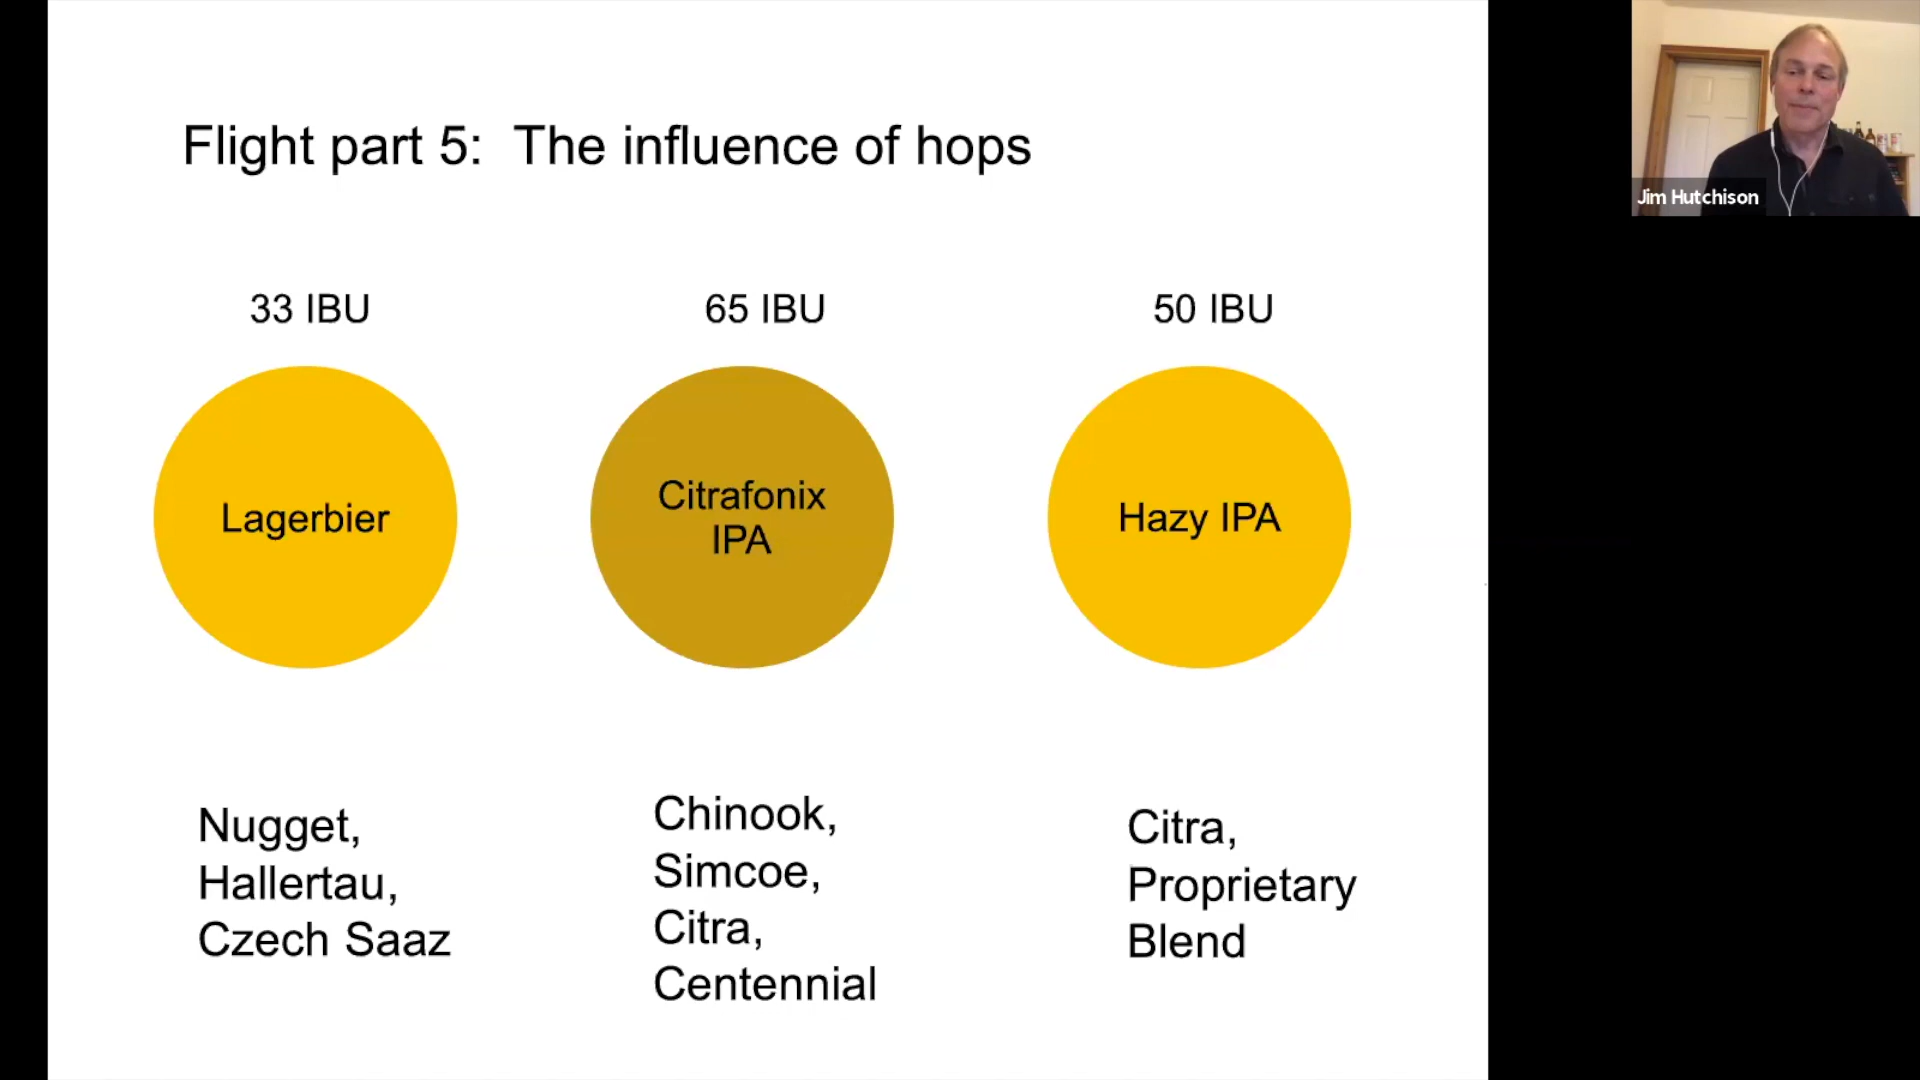 Flight part 5:  The influence of hops
33 IBU
65 IBU
50 IBU
Lagerbier
Citrafonix
IPA
Hazy IPA
Nugget,
Hallertau,
Czech Saaz
Chinook,
Simcoe,
Citra,
Centennial
Citra,
Proprietary
Blend
Jim Hutchison